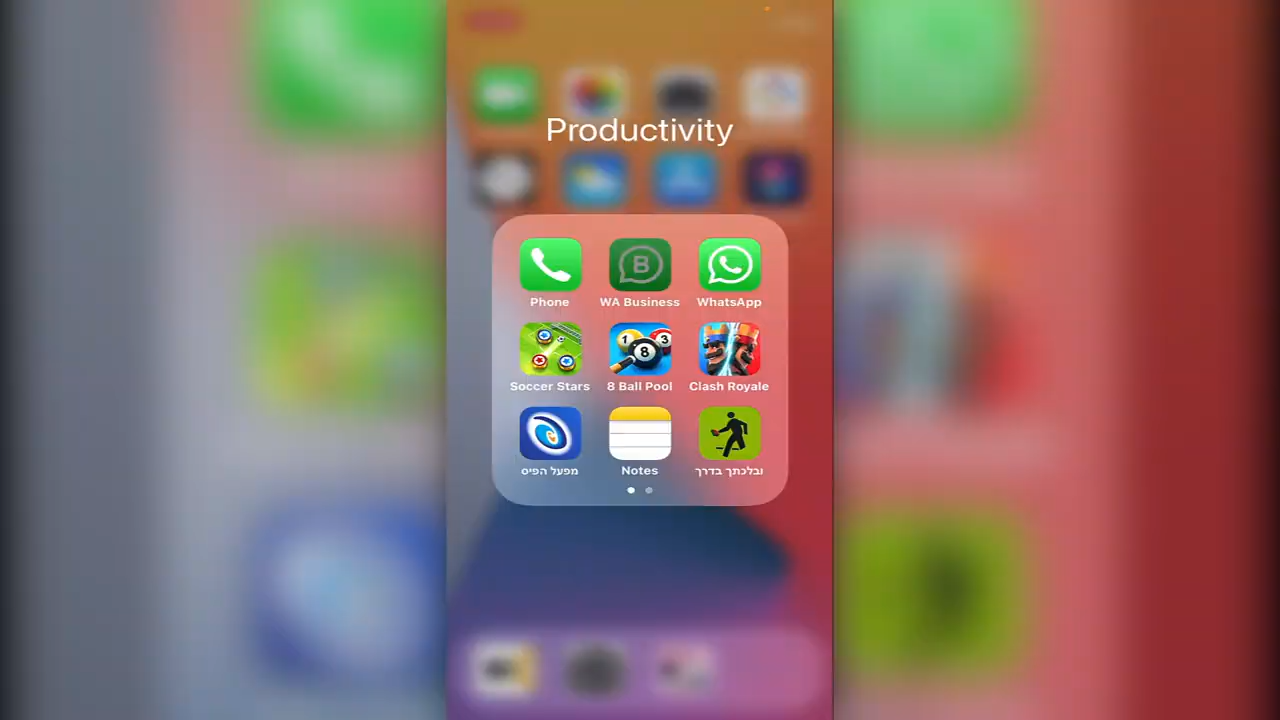 Productivity
Phone
WA Business
WhatsApp
Soccer Stars
8 Ball Pool
Clash Royale
מפעל הפיס
Notes
ובלכתך בדרך